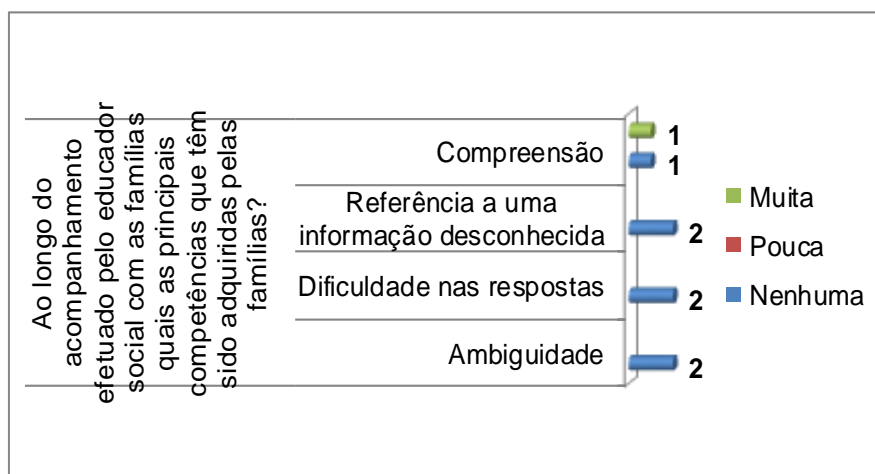 Ao longo do
acompanhamento
efetuado pelo educador
social com as famílias
quais as principais
competências que têm
sido adquiridas pelas
famílias?
Compreensão
1
1
Referência a uma
informação desconhecida
2
Dificuldade nas respostas
2
Ambiguidade
2
Muita
Pouca
Nenhuma